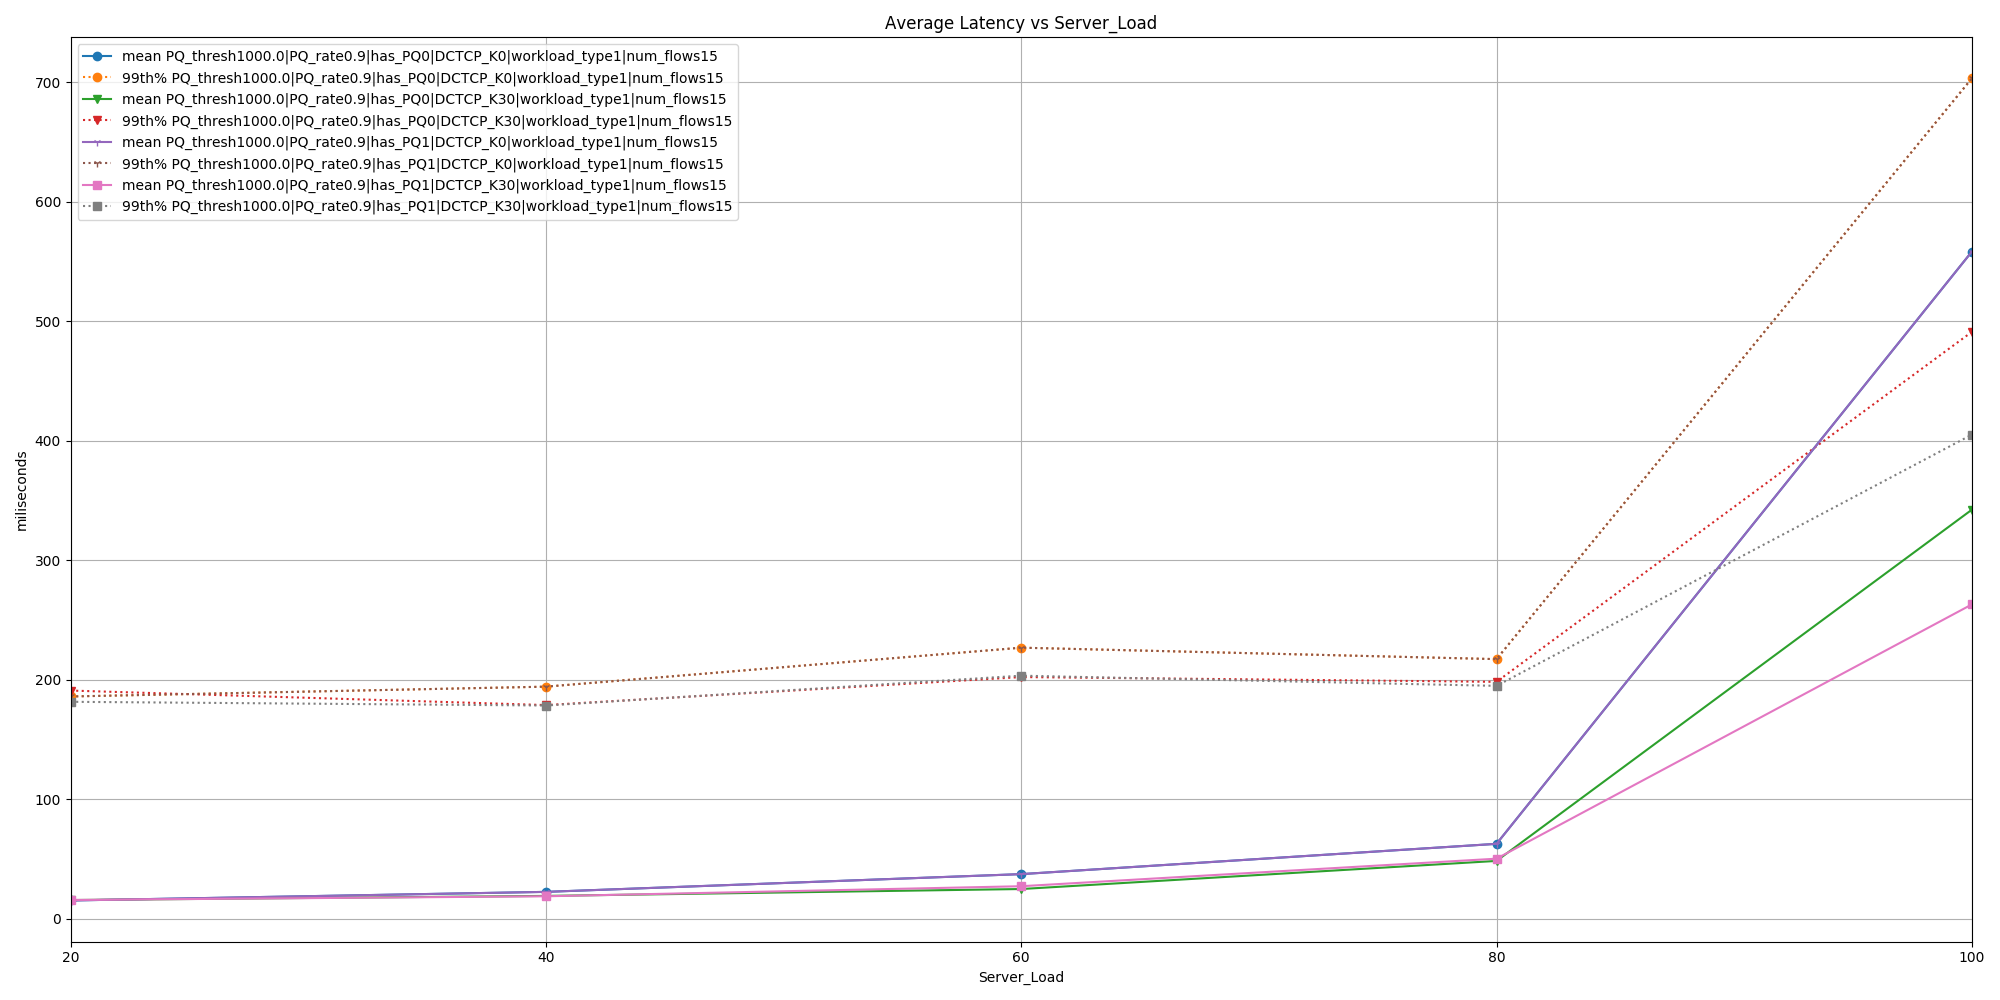 Average Latency vs Server_Load
mean PQ_thresh1000.0|PQ_rate0.9|has_PQ0|DCTCP_K0|workload_type1|num_flows15
99th% PQ_thresh1000.0|PQ_rate0.9|has_PQ0|DCTCP_K0|workload_type1|num_flows15
mean PQ_thresh1000.0|PQ_rate0.9|has_PQ0|DCTCP_K30|workload_type1|num_flows15
99th% PQ_thresh1000.0|PQ_rate0.9|has_PQ0|DCTCP_K30|workload_type1|num_flows15
mean PQ_thresh1000.0|PQ_rate0.9|has_PQ1|DCTCP_K0|workload_type1|num_flows15
99th% PQ_thresh1000.0|PQ_rate0.9|has_PQ1|DCTCP_K0|workload_type1|num_flows15
mean PQ_thresh1000.0|PQ_rate0.9|has_PQ1|DCTCP_K30|workload_type1|num_flows15
99th% PQ_thresh1000.0|PQ_rate0.9|has_PQ1|DCTCP_K30|workload_type1|num_flows15
700
600
500
400
300
200
100
0
miliseconds
20 40 60 80 100
Server_Load